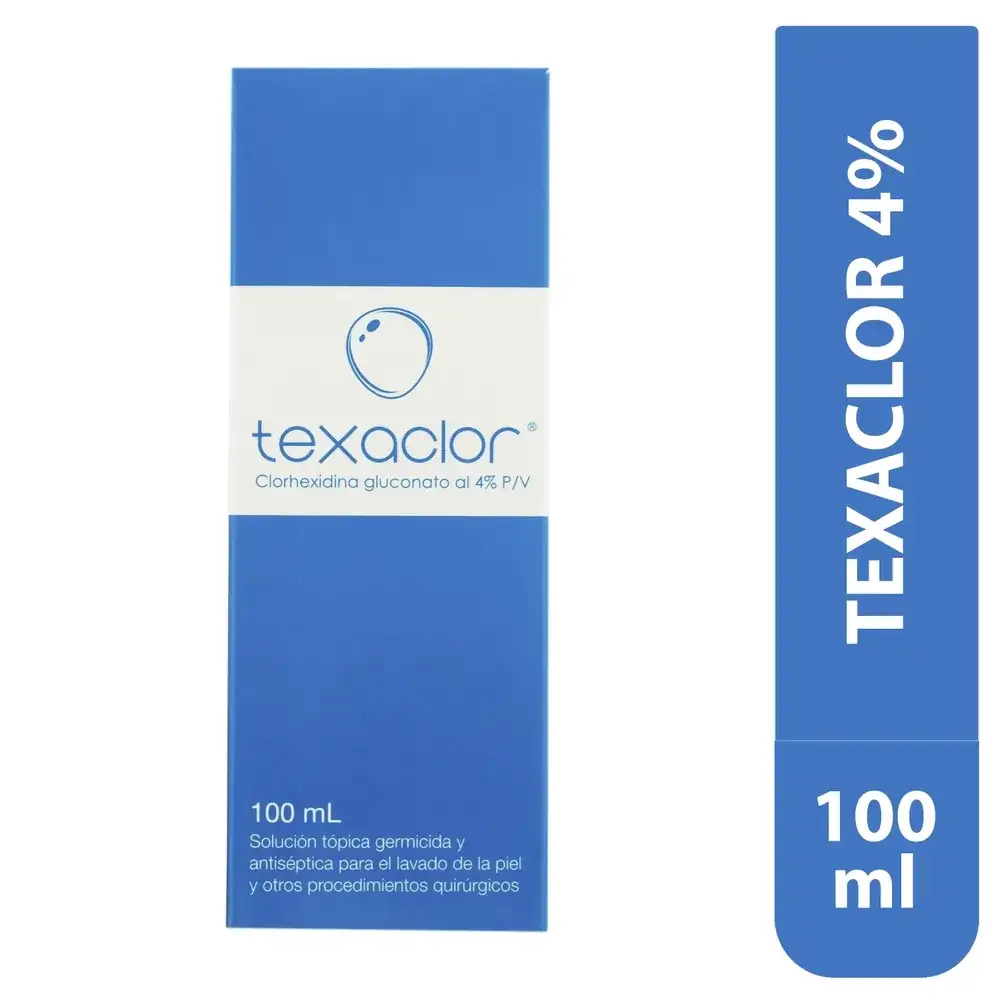 texaclor®
Clorhexidina gluconato al 4% P/V
100 mL
Solución tópica germicida y
antiséptica para el lavado de la piel
y otros procedimientos quirúrgicos
TEXACLOR 4%
100
ml